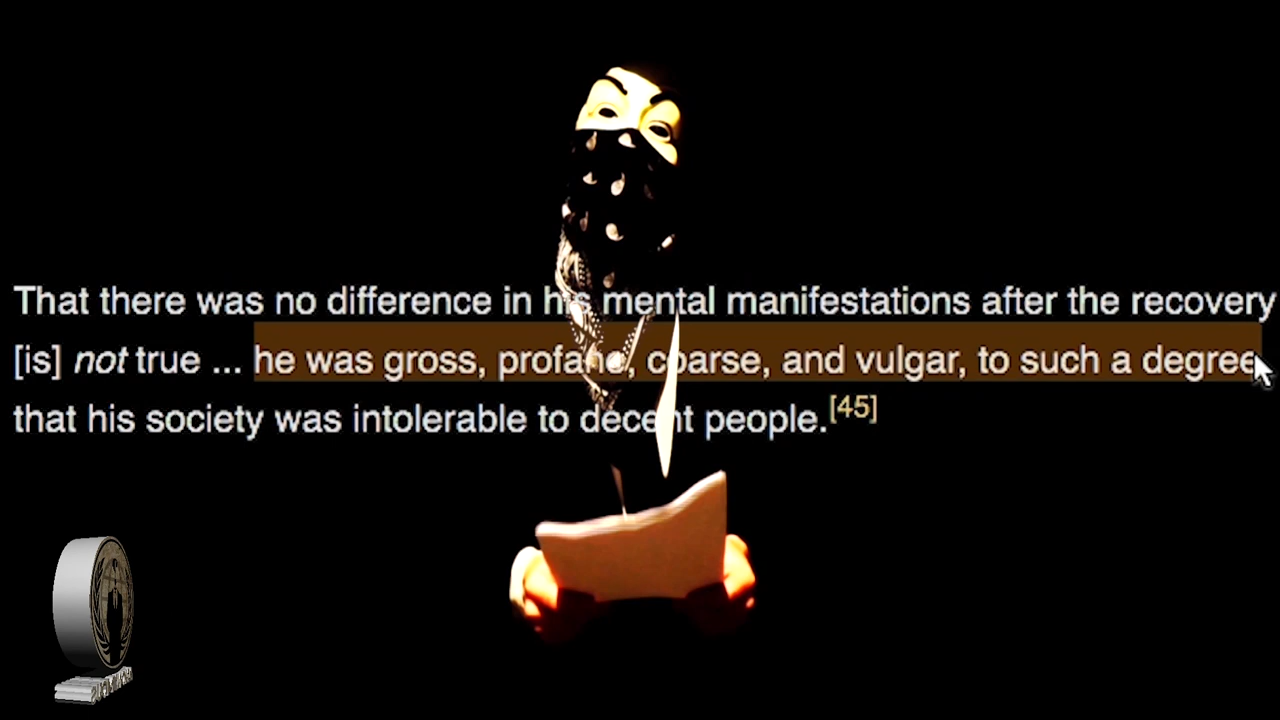 That there was no difference in his mental manifestations after the recovery
[is] not true ... he was gross, profane, coarse, and vulgar, to such a degree
that his society was intolerable to decent people.[45]